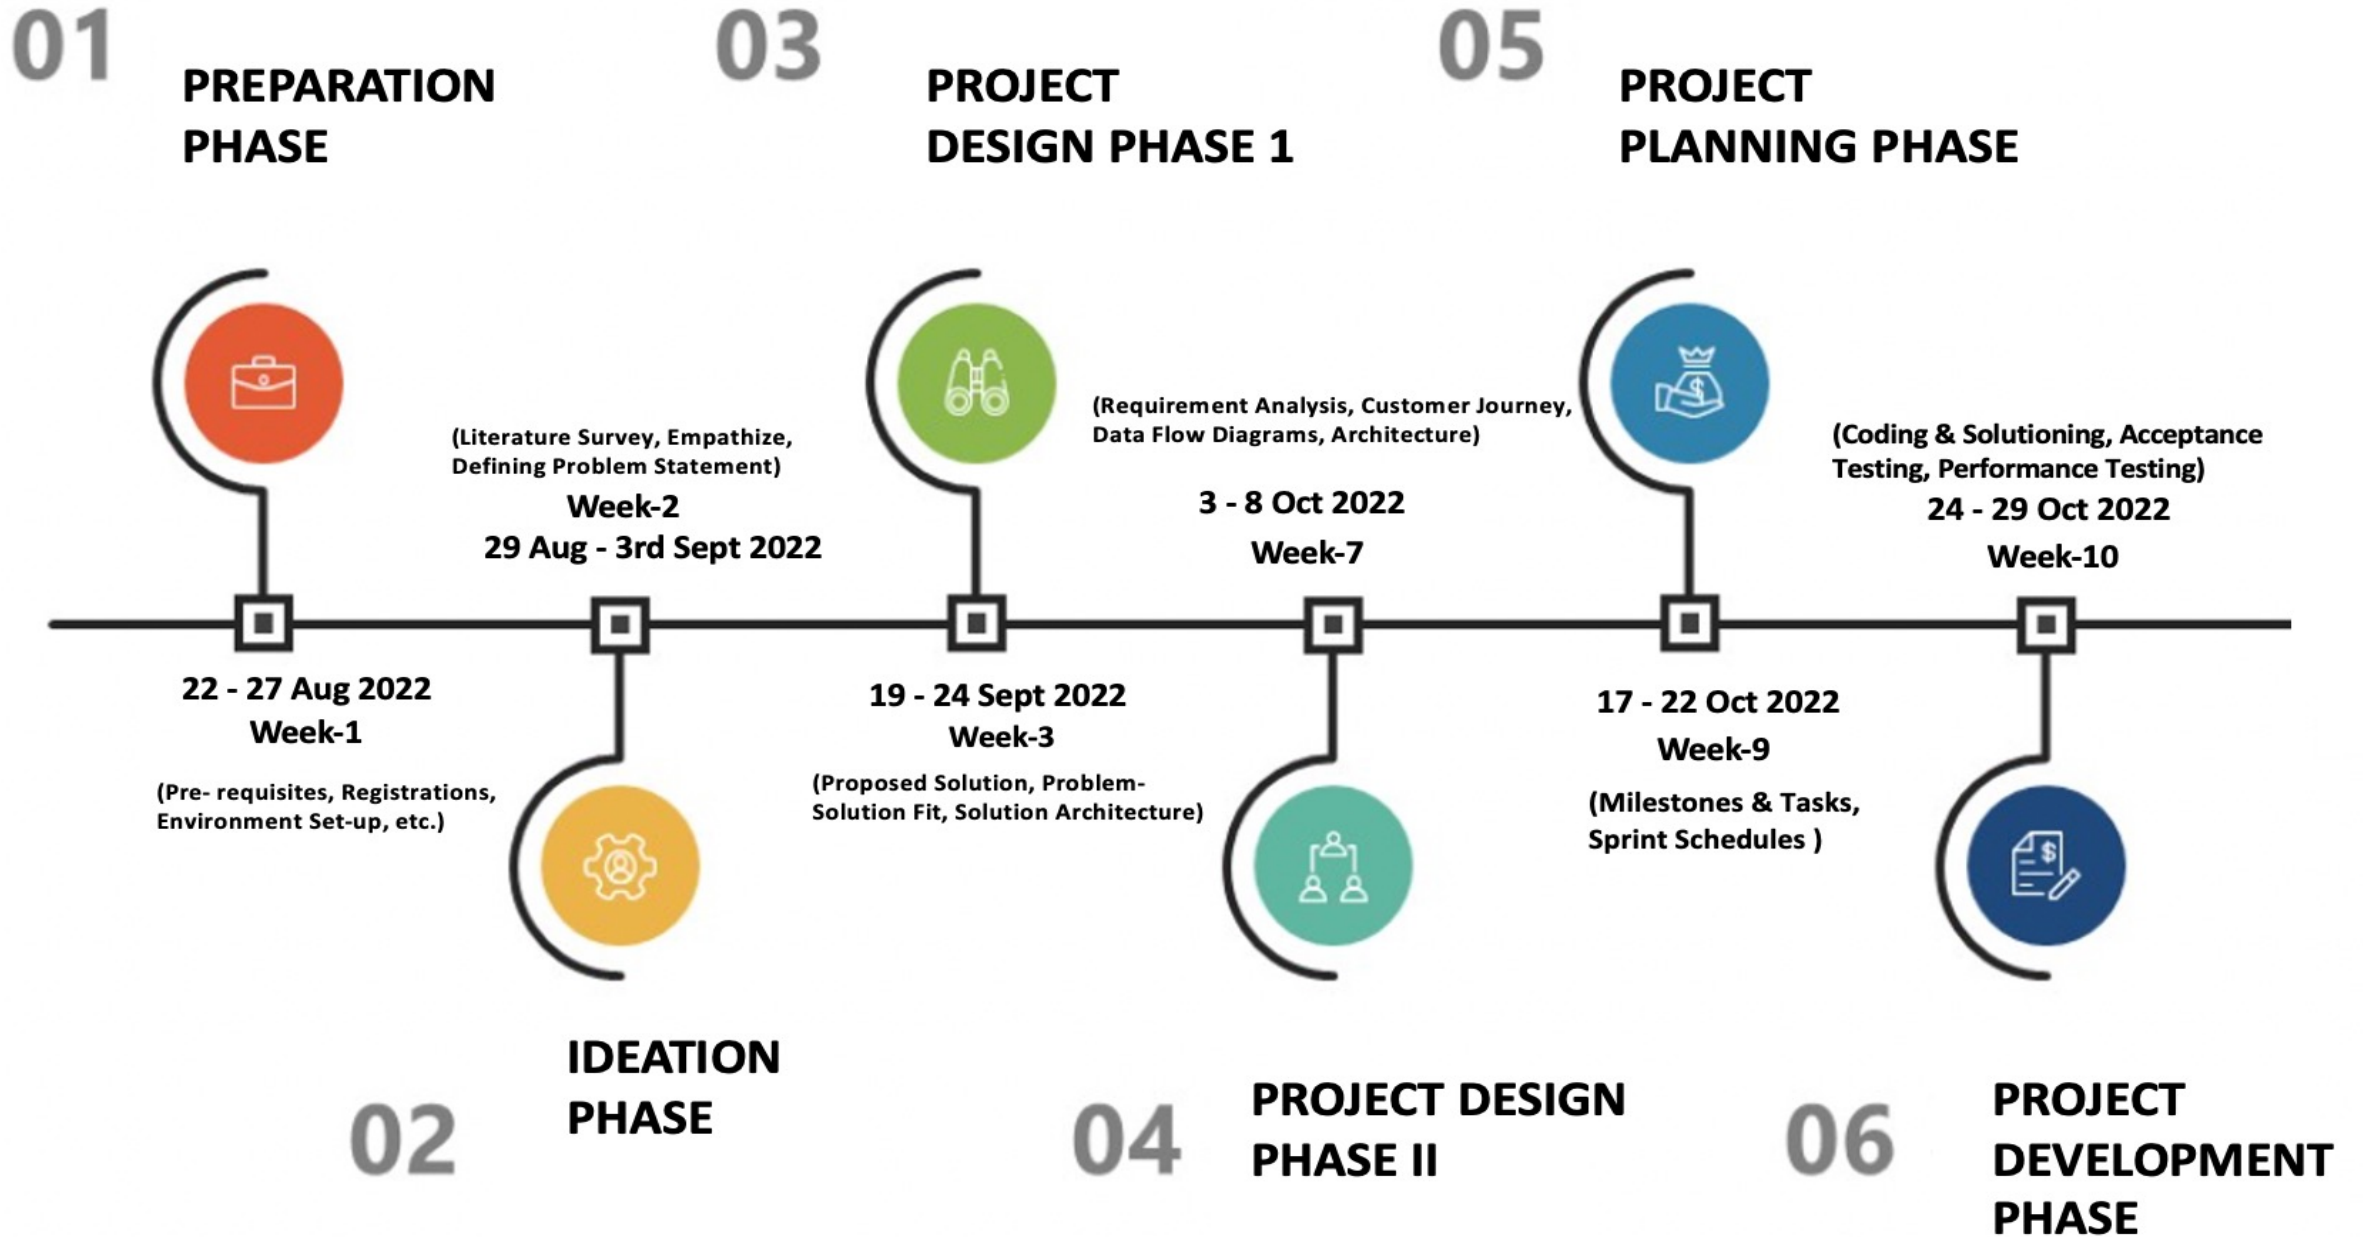 01
PREPARATION
PHASE
22 - 27 Aug 2022
Week-1
(Pre- requisites, Registrations,
Environment Set-up, etc.)
(Literature Survey, Empathize,
Defining Problem Statement)
Week-2
29 Aug - 3rd Sept 2022
02
IDEATION
PHASE
03
PROJECT
DESIGN PHASE 1
19 - 24 Sept 2022
Week-3
(Proposed Solution, Problem-
Solution Fit, Solution Architecture)
(Requirement Analysis, Customer Journey,
Data Flow Diagrams, Architecture)
3 - 8 Oct 2022
Week-7
04
PROJECT DESIGN
PHASE II
05
PROJECT
PLANNING PHASE
$
17 - 22 Oct 2022
Week-9
(Milestones & Tasks,
Sprint Schedules )
(Coding & Solutioning, Acceptance
Testing, Performance Testing)
24 - 29 Oct 2022
Week-10
$
06
PROJECT
DEVELOPMENT
PHASE